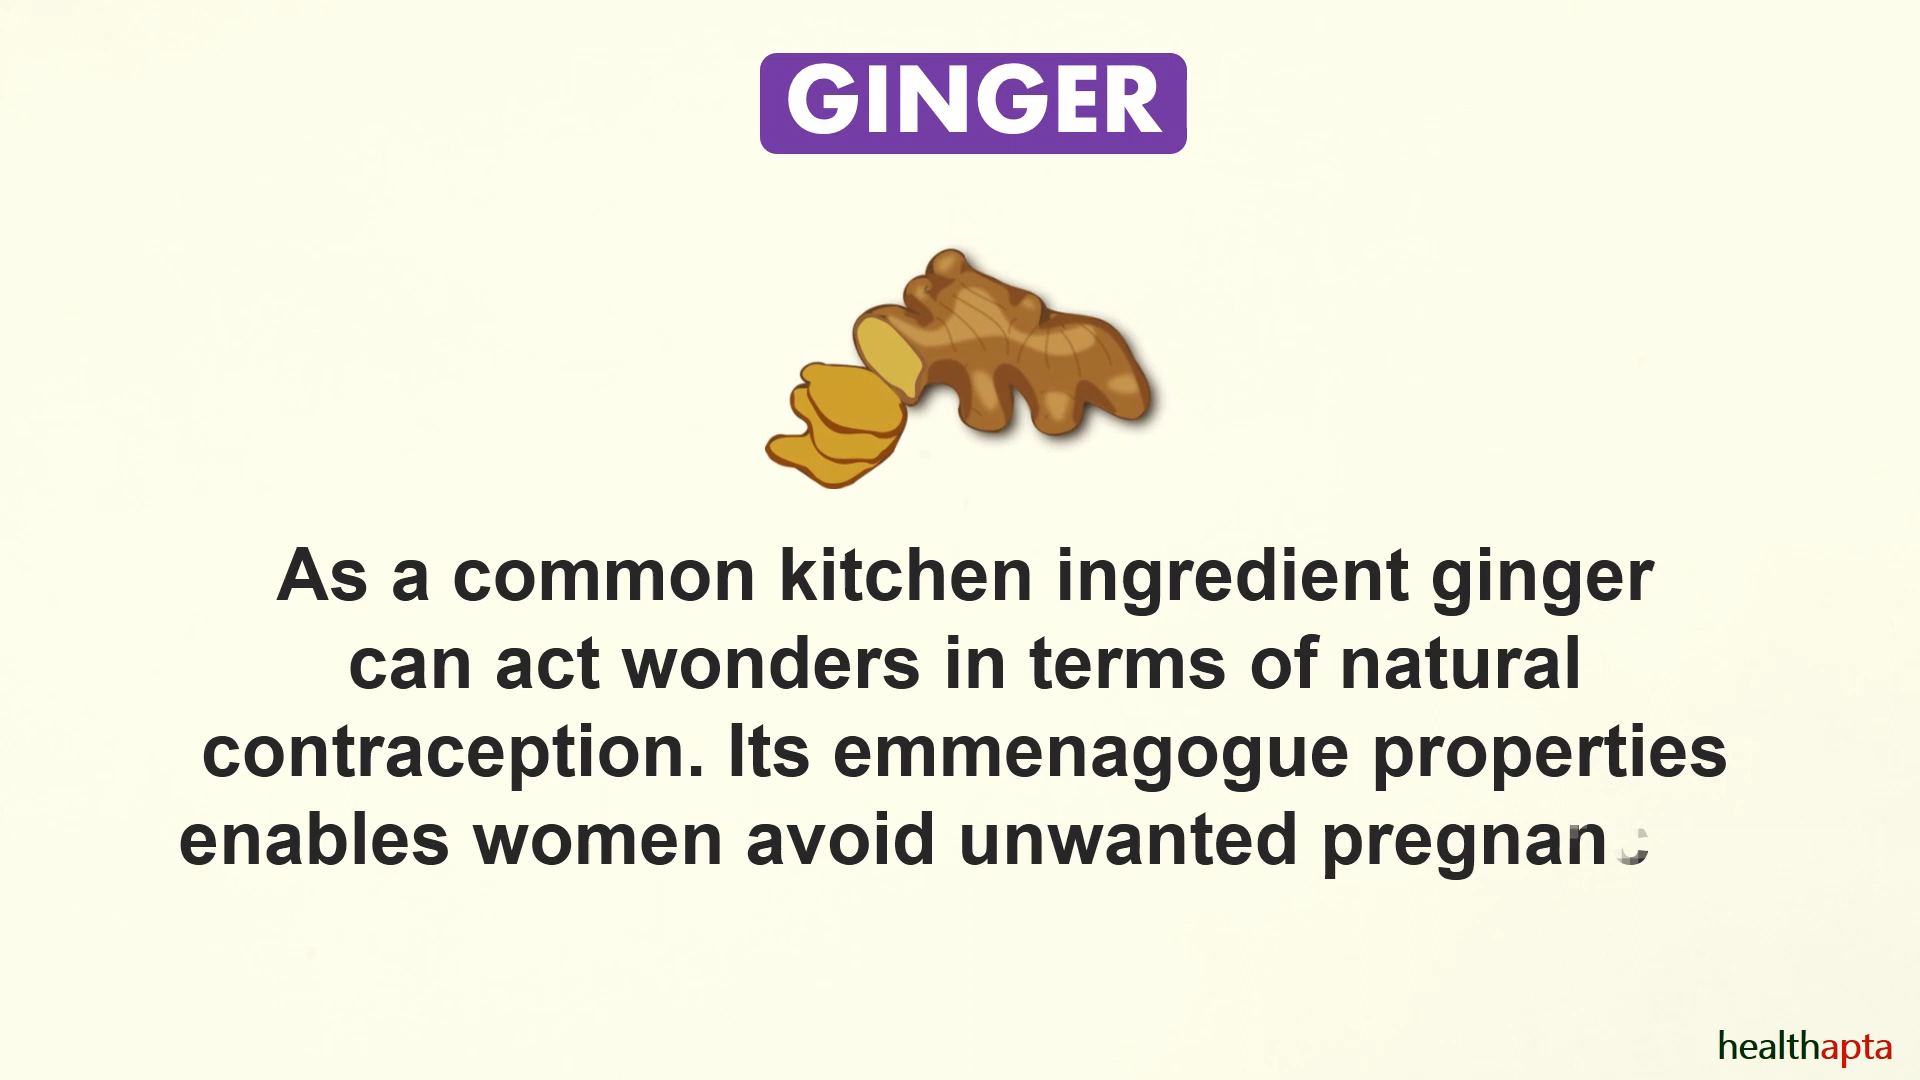 GINGER
As a common kitchen ingredient ginger
can act wonders in terms of natural
contraception. Its emmenagogue properties
enables women avoid unwanted pregnanc
healthapta